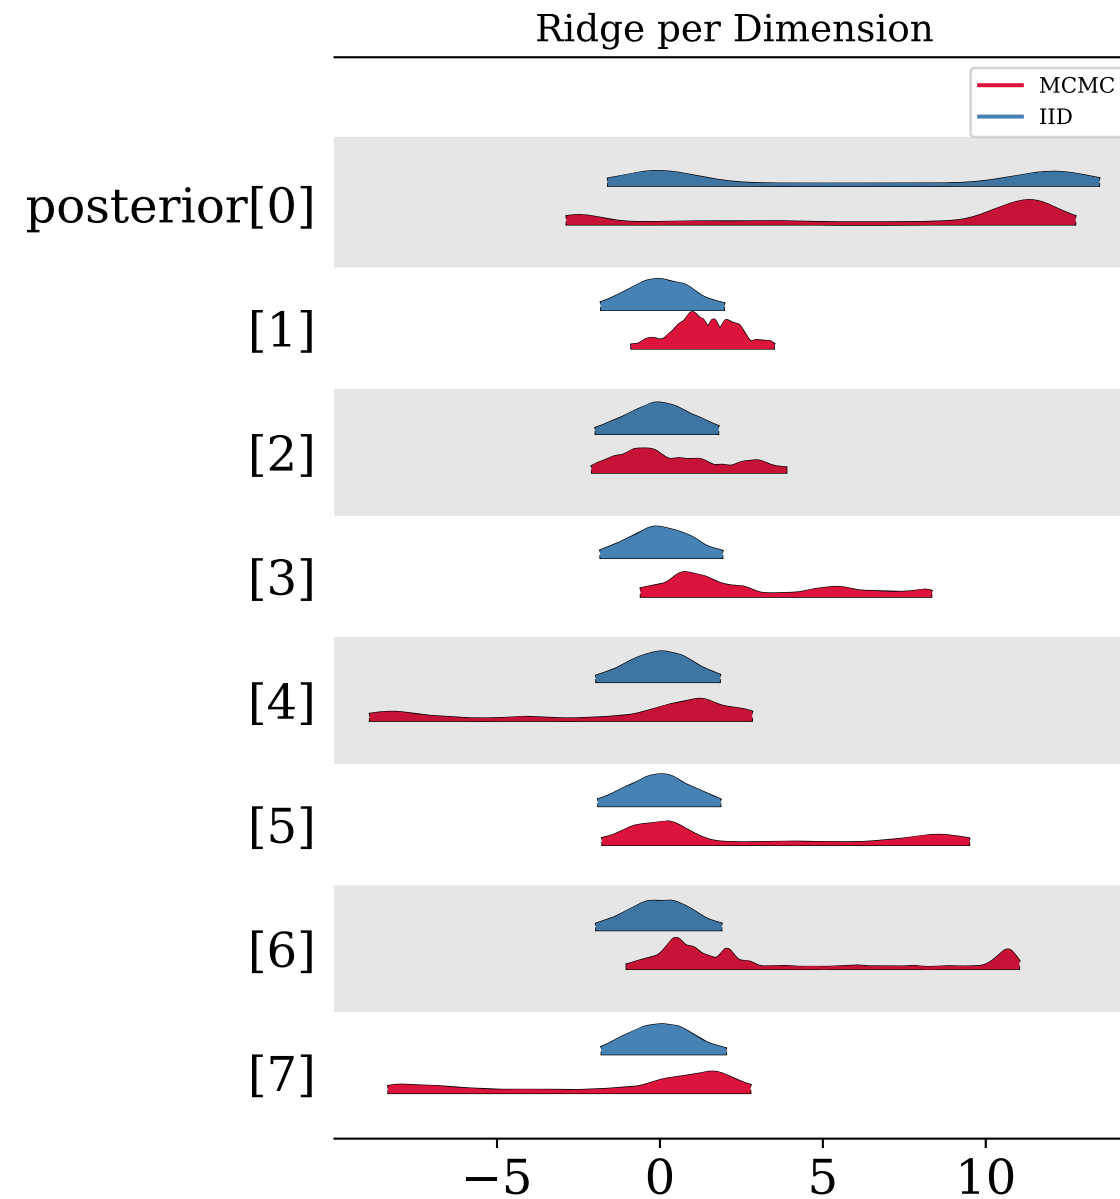 Ridge per Dimension
MCMC
IID
posterior[0]
[1]
[2]
[3]
[4]
[5]
[6]
[7]
−5 0 5 10